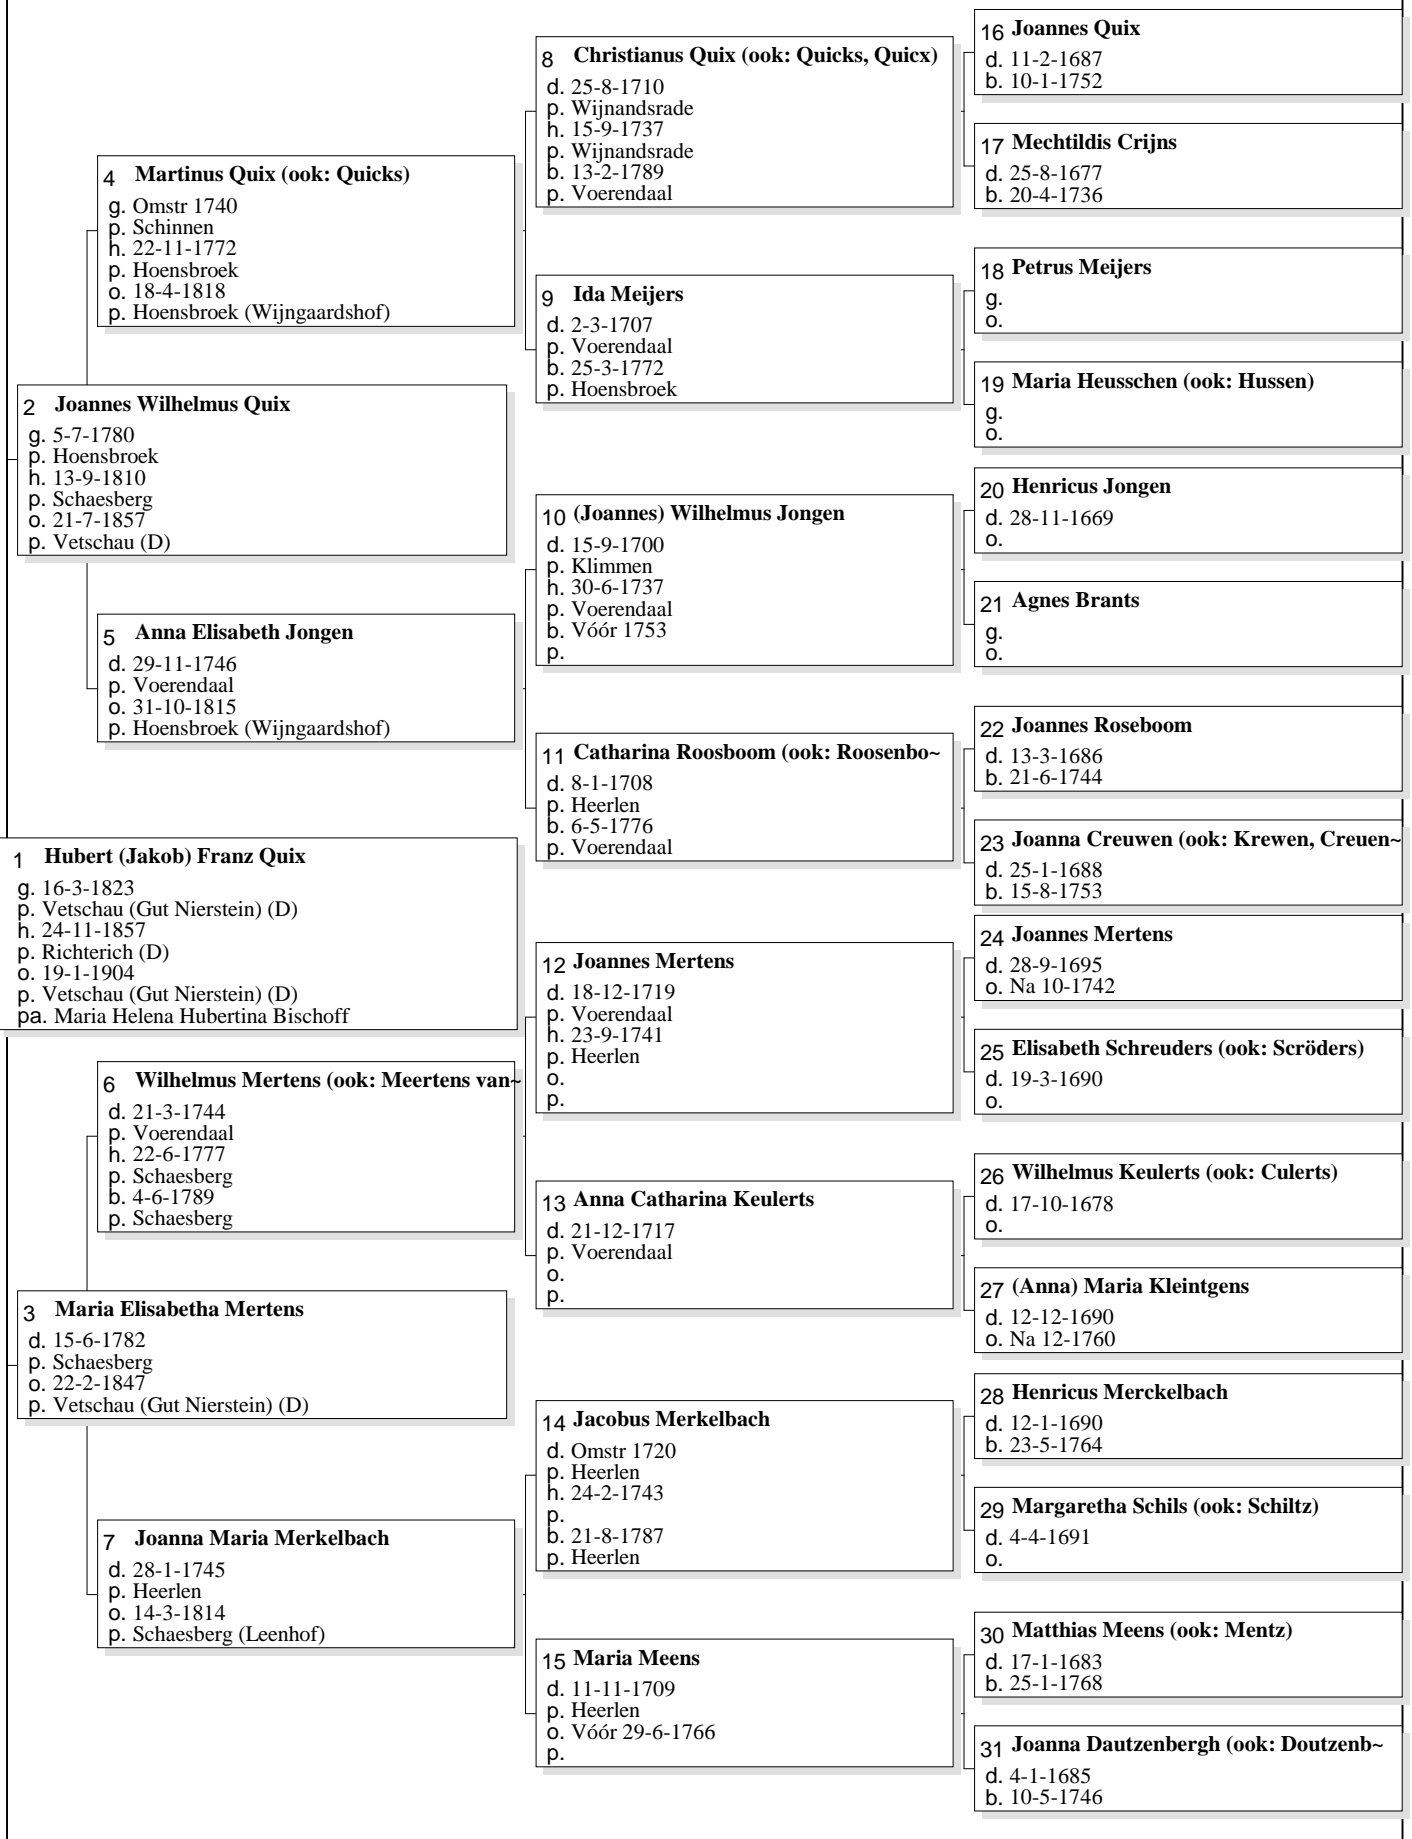 1 Hubert (Jakob) Franz Quix
g. 16-3-1823
p. Vetschau (Gut Nierstein) (D)
h. 24-11-1857
p. Richterich (D)
o. 19-1-1904
p. Vetschau (Gut Nierstein) (D)
pa. Maria Helena Hubertina Bischoff
2 Joannes Wilhelmus Quix
g. 5-7-1780
p. Hoensbroek
h. 13-9-1810
p. Schaesberg
o. 21-7-1857
p. Vetschau (D)
3 Maria Elisabetha Mertens
d. 15-6-1782
p. Schaesberg
o. 22-2-1847
p. Vetschau (Gut Nierstein) (D)
4 Martinus Quix (ook: Quicks)
g. Omstr 1740
p. Schinnen
h. 22-11-1772
p. Hoensbroek
o. 18-4-1818
p. Hoensbroek (Wijngaardshof)
5 Anna Elisabeth Jongen
d. 29-11-1746
p. Voerendaal
o. 31-10-1815
p. Hoensbroek (Wijngaardshof)
6 Wilhelmus Mertens (ook: Meertens van~
d. 21-3-1744
p. Voerendaal
h. 22-6-1777
p. Schaesberg
b. 4-6-1789
p. Schaesberg
7 Joanna Maria Merkelbach
d. 28-1-1745
p. Heerlen
o. 14-3-1814
p. Schaesberg (Leenhof)
8 Christianus Quix (ook: Quicks, Quicx)
d. 25-8-1710
p. Wijnandsrade
h. 15-9-1737
p. Wijnandsrade
b. 13-2-1789
p. Voerendaal
9 Ida Meijers
d. 2-3-1707
p. Voerendaal
b. 25-3-1772
p. Hoensbroek
10 (Joannes) Wilhelmus Jongen
d. 15-9-1700
p. Klimmen
h. 30-6-1737
p. Voerendaal
b. Vóór 1753
p.
11 Catharina Roosboom (ook: Roosenbo~
d. 8-1-1708
p. Heerlen
b. 6-5-1776
p. Voerendaal
12 Joannes Mertens
d. 18-12-1719
p. Voerendaal
h. 23-9-1741
p. Heerlen
o.
p.
13 Anna Catharina Keulerts
d. 21-12-1717
p. Voerendaal
o.
p.
14 Jacobus Merkelbach
d. Omstr 1720
p. Heerlen
h. 24-2-1743
p.
b. 21-8-1787
p. Heerlen
15 Maria Meens
d. 11-11-1709
p. Heerlen
o. Vóór 29-6-1766
p.
16 Joannes Quix
d. 11-2-1687
b. 10-1-1752
17 Mechtildis Crijns
d. 25-8-1677
b. 20-4-1736
18 Petrus Meijers
g.
o.
19 Maria Heusschen (ook: Hussen)
g.
o.
20 Henricus Jongen
d. 28-11-1669
o.
21 Agnes Brants
g.
o.
22 Joannes Roseboom
d. 13-3-1686
b. 21-6-1744
23 Joanna Creuwen (ook: Krewen, Creuen~
d. 25-1-1688
b. 15-8-1753
24 Joannes Mertens
d. 28-9-1695
o. Na 10-1742
25 Elisabeth Schreuders (ook: Scröders)
d. 19-3-1690
o.
26 Wilhelmus Keulerts (ook: Culerts)
d. 17-10-1678
o.
27 (Anna) Maria Kleintgens
d. 12-12-1690
o. Na 12-1760
28 Henricus Merckelbach
d. 12-1-1690
b. 23-5-1764
29 Margaretha Schils (ook: Schiltz)
d. 4-4-1691
o.
30 Matthias Meens (ook: Mentz)
d. 17-1-1683
b. 25-1-1768
31 Joanna Dautzenbergh (ook: Doutzenb~
d. 4-1-1685
b. 10-5-1746